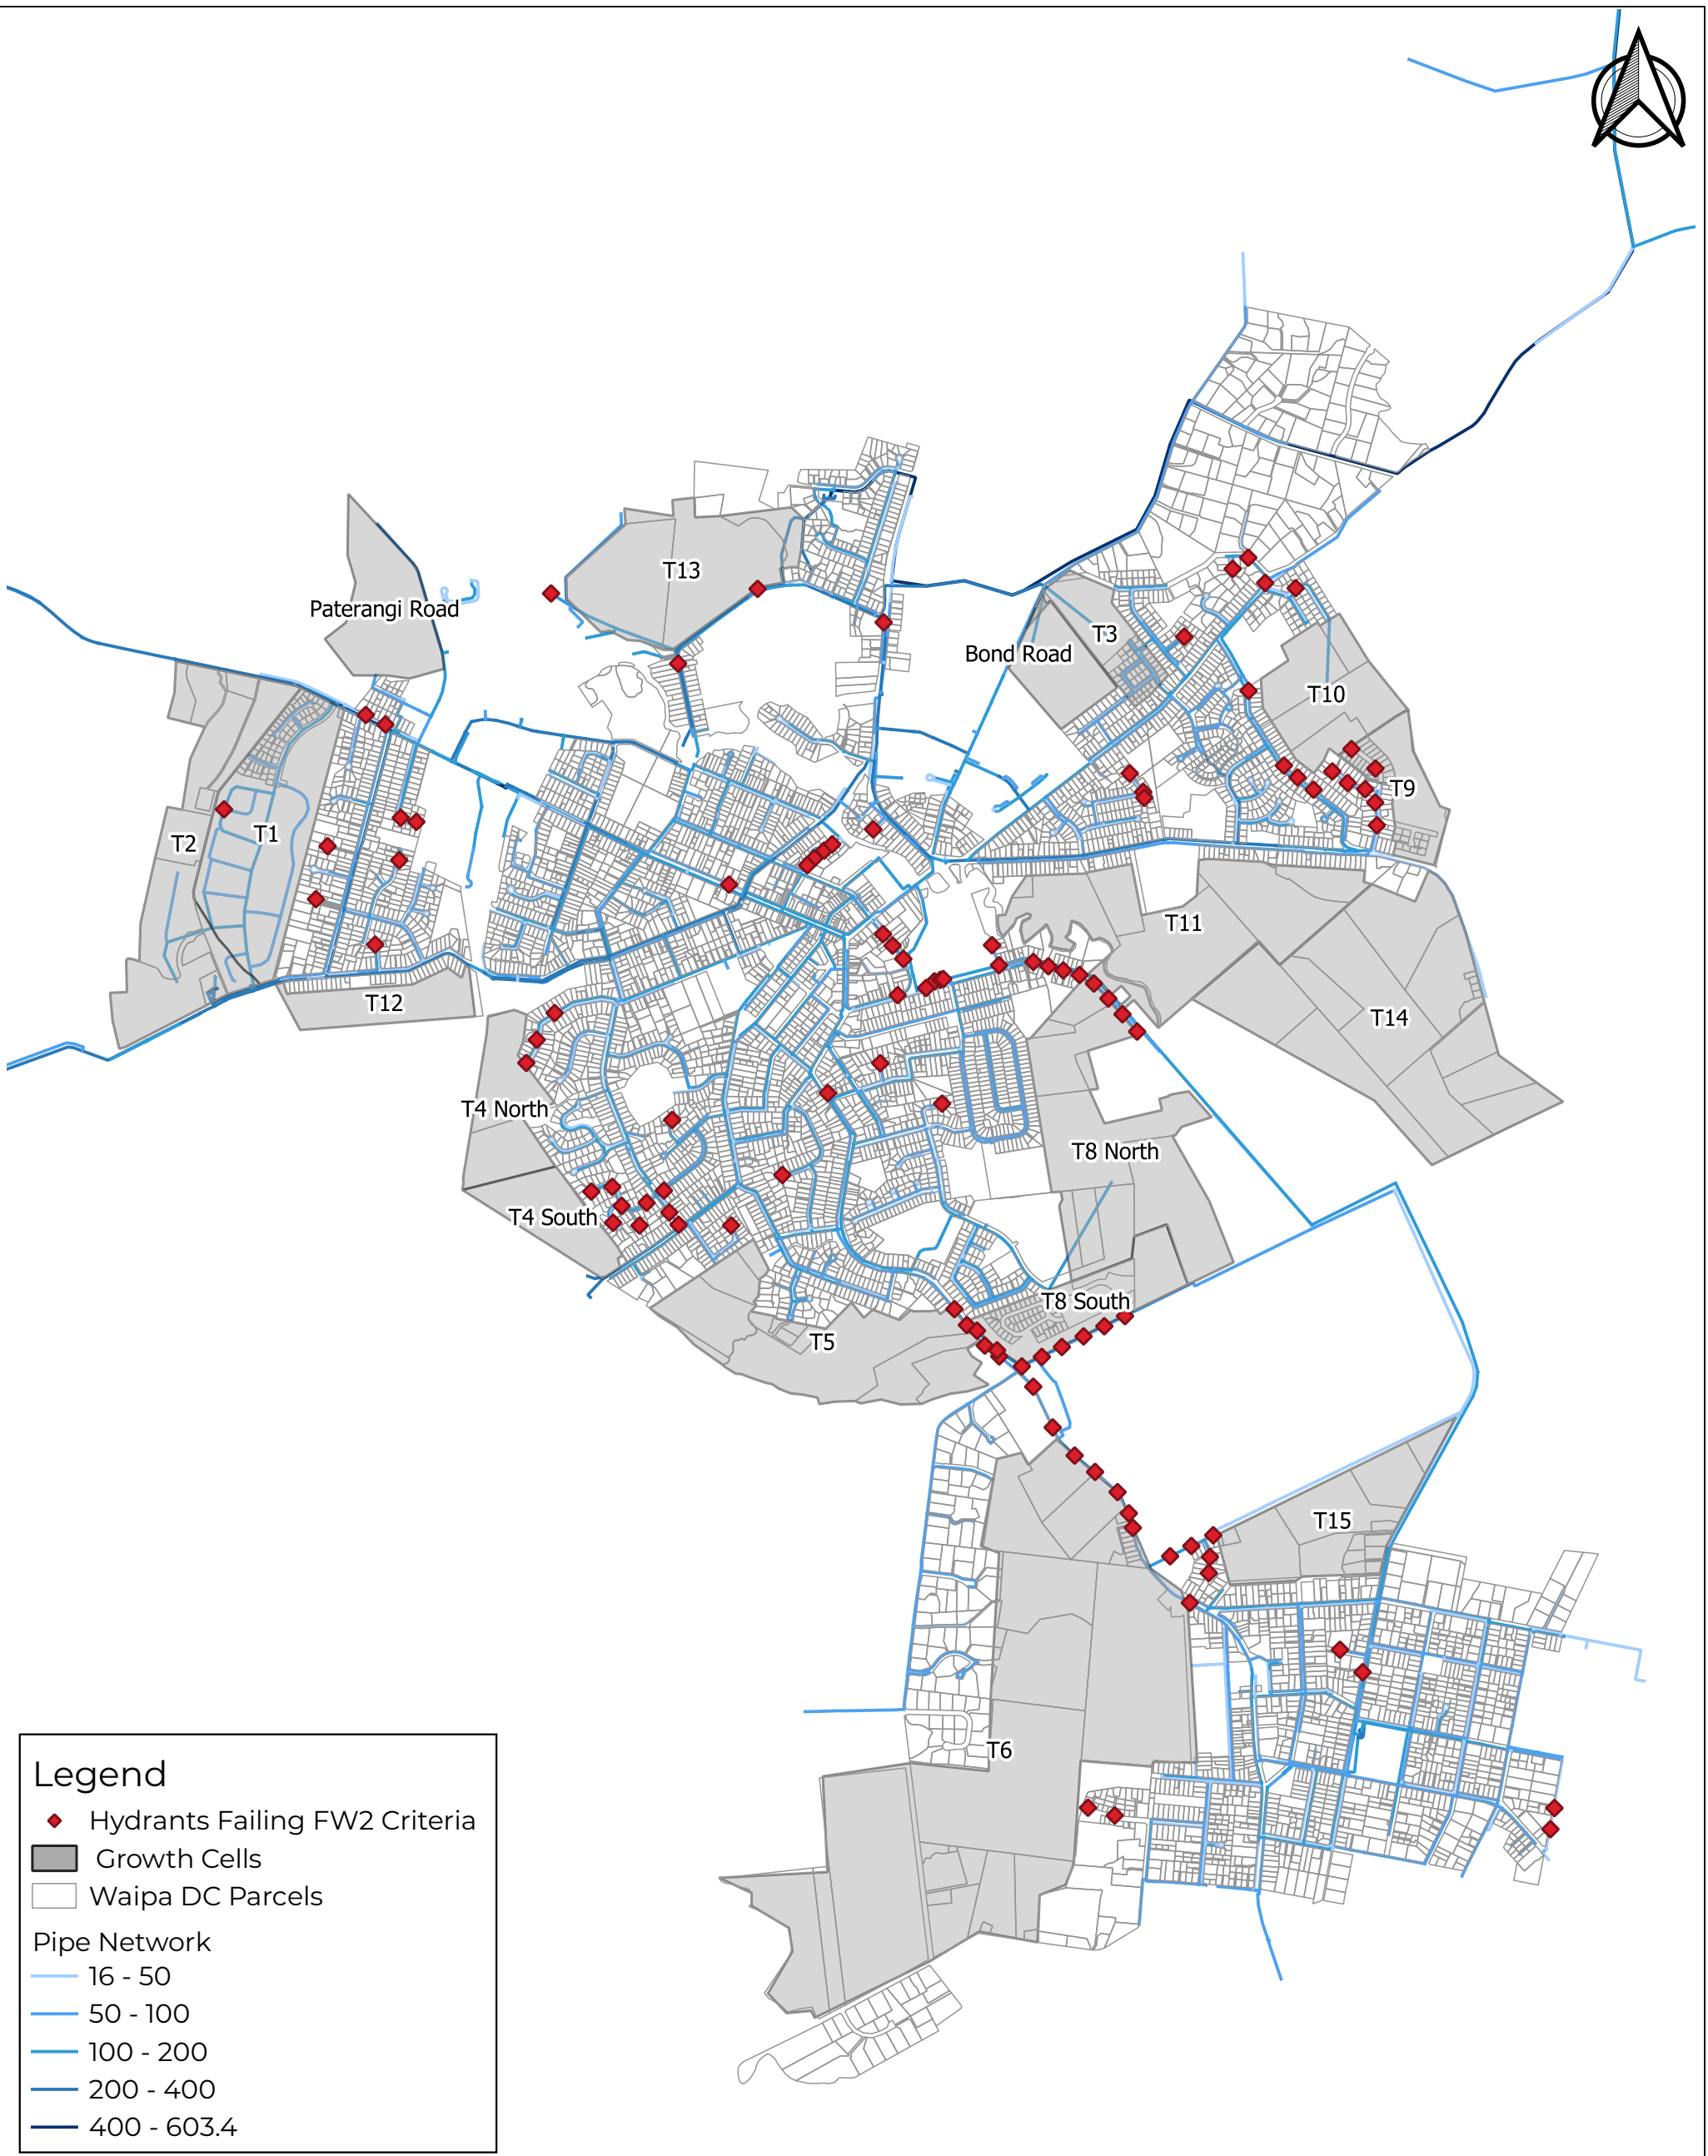 T13
Paterangi Road
T3
Bond Road
T10
T9
T2
T1
T11
T12
T14
T4 North
T8 North
T4 South
T8 South
T5
T15
T6
Legend
Hydrants Failing FW2 Criteria
Growth Cells
Waipa DC Parcels
Pipe Network
16 - 50
50 - 100
100 - 200
200 - 400
400 - 603.4